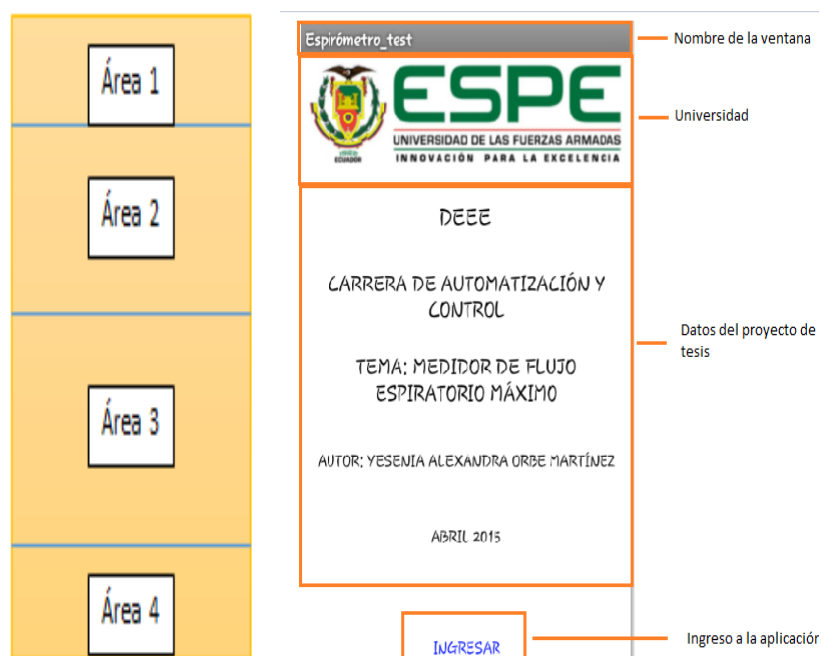 Área 1
Área 2
Área 3
Área 4
Espirómetro_test
ESPE
UNIVERSIDAD DE LAS FUERZAS ARMADAS
INNOVACIÓN PARA LA EXCELENCIA
ECUADOR
DEEE
CARRERA DE AUTOMATIZACIÓN Y
CONTROL
TEMA: MEDIDOR DE FLUJO
ESPIRATORIO MÁXIMO
AUTOR: YESENIA ALEXANDRA ORBE MARTÍNEZ
ABRIL 2015
INGRESAR
Nombre de la ventana
Universidad
Datos del proyecto de
tesis
Ingreso a la aplicación